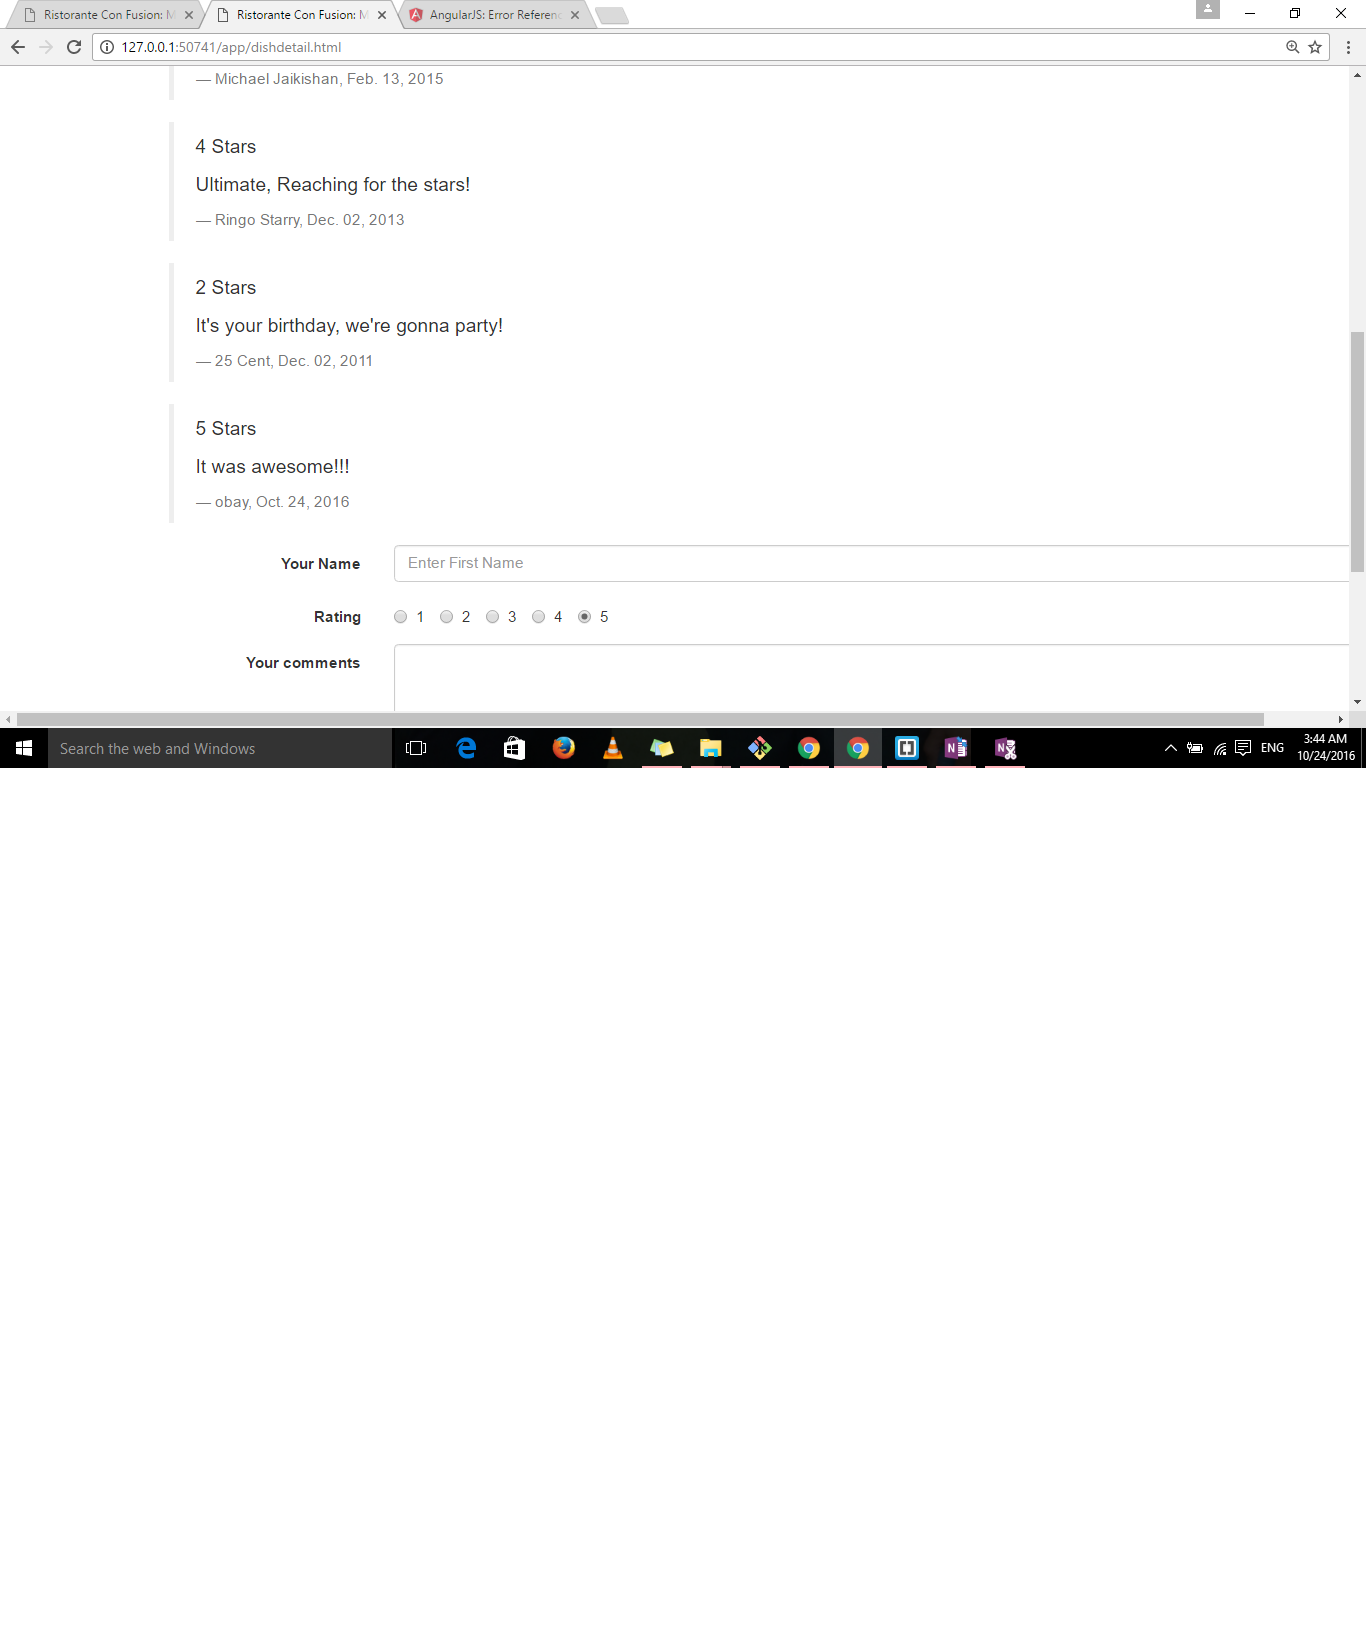 Ristorante Con Fusion: M
Ristorante Con Fusion: M
AngularJS: Error Referenc
127.0.0.1:50741/app/dishdetail.html
— Michael Jaikishan, Feb. 13, 2015
4 Stars
Ultimate, Reaching for the stars!
— Ringo Starry, Dec. 02, 2013
2 Stars
It's your birthday, we're gonna party!
— 25 Cent, Dec. 02, 2011
5 Stars
It was awesome!!!
— obay, Oct. 24, 2016
Your Name
Enter First Name
Rating
1 2 3 4 5
Your comments
Search the web and Windows
ENG
3:44 AM
10/24/2016